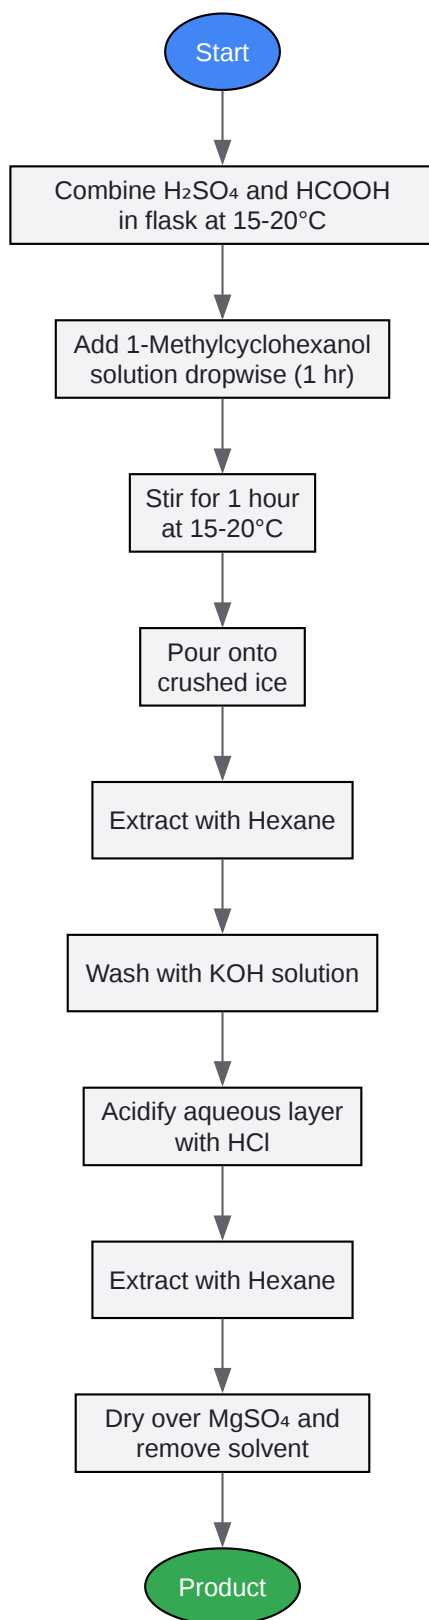 Start
Combine H₂SO₄ and HCOOH
in flask at 15-20°C
Add 1-Methylcyclohexanol
solution dropwise (1 hr)
Stir for 1 hour
at 15-20°C
Pour onto
crushed ice
Extract with Hexane
Wash with KOH solution
Acidify aqueous layer
with HCl
Extract with Hexane
Dry over MgSO₄ and
remove solvent
Product